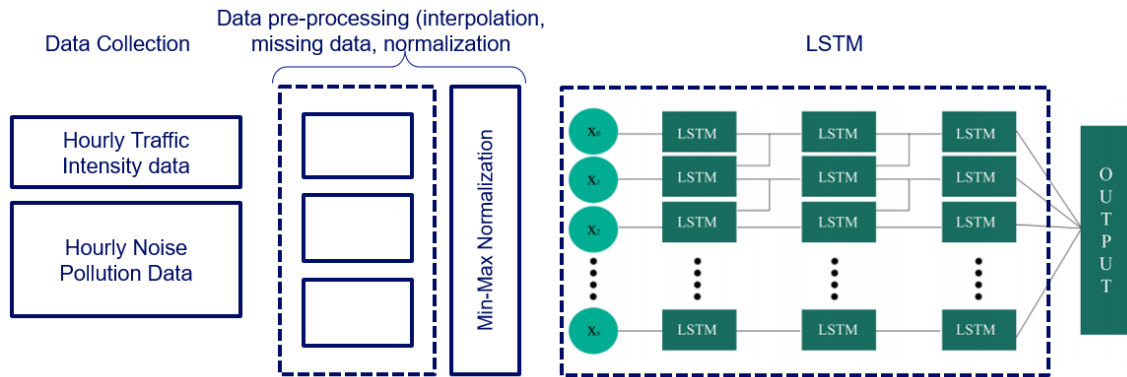 Data Collection
Data pre-processing (interpolation,
missing data, normalization
LSTM
Hourly Traffic
Intensity data
Hourly Noise
Pollution Data
Min-Max Normalization
X₀
LSTM
LSTM
LSTM
X₁
LSTM
LSTM
LSTM
X₂
LSTM
LSTM
LSTM
Xₙ
LSTM
LSTM
LSTM
OUTPUT